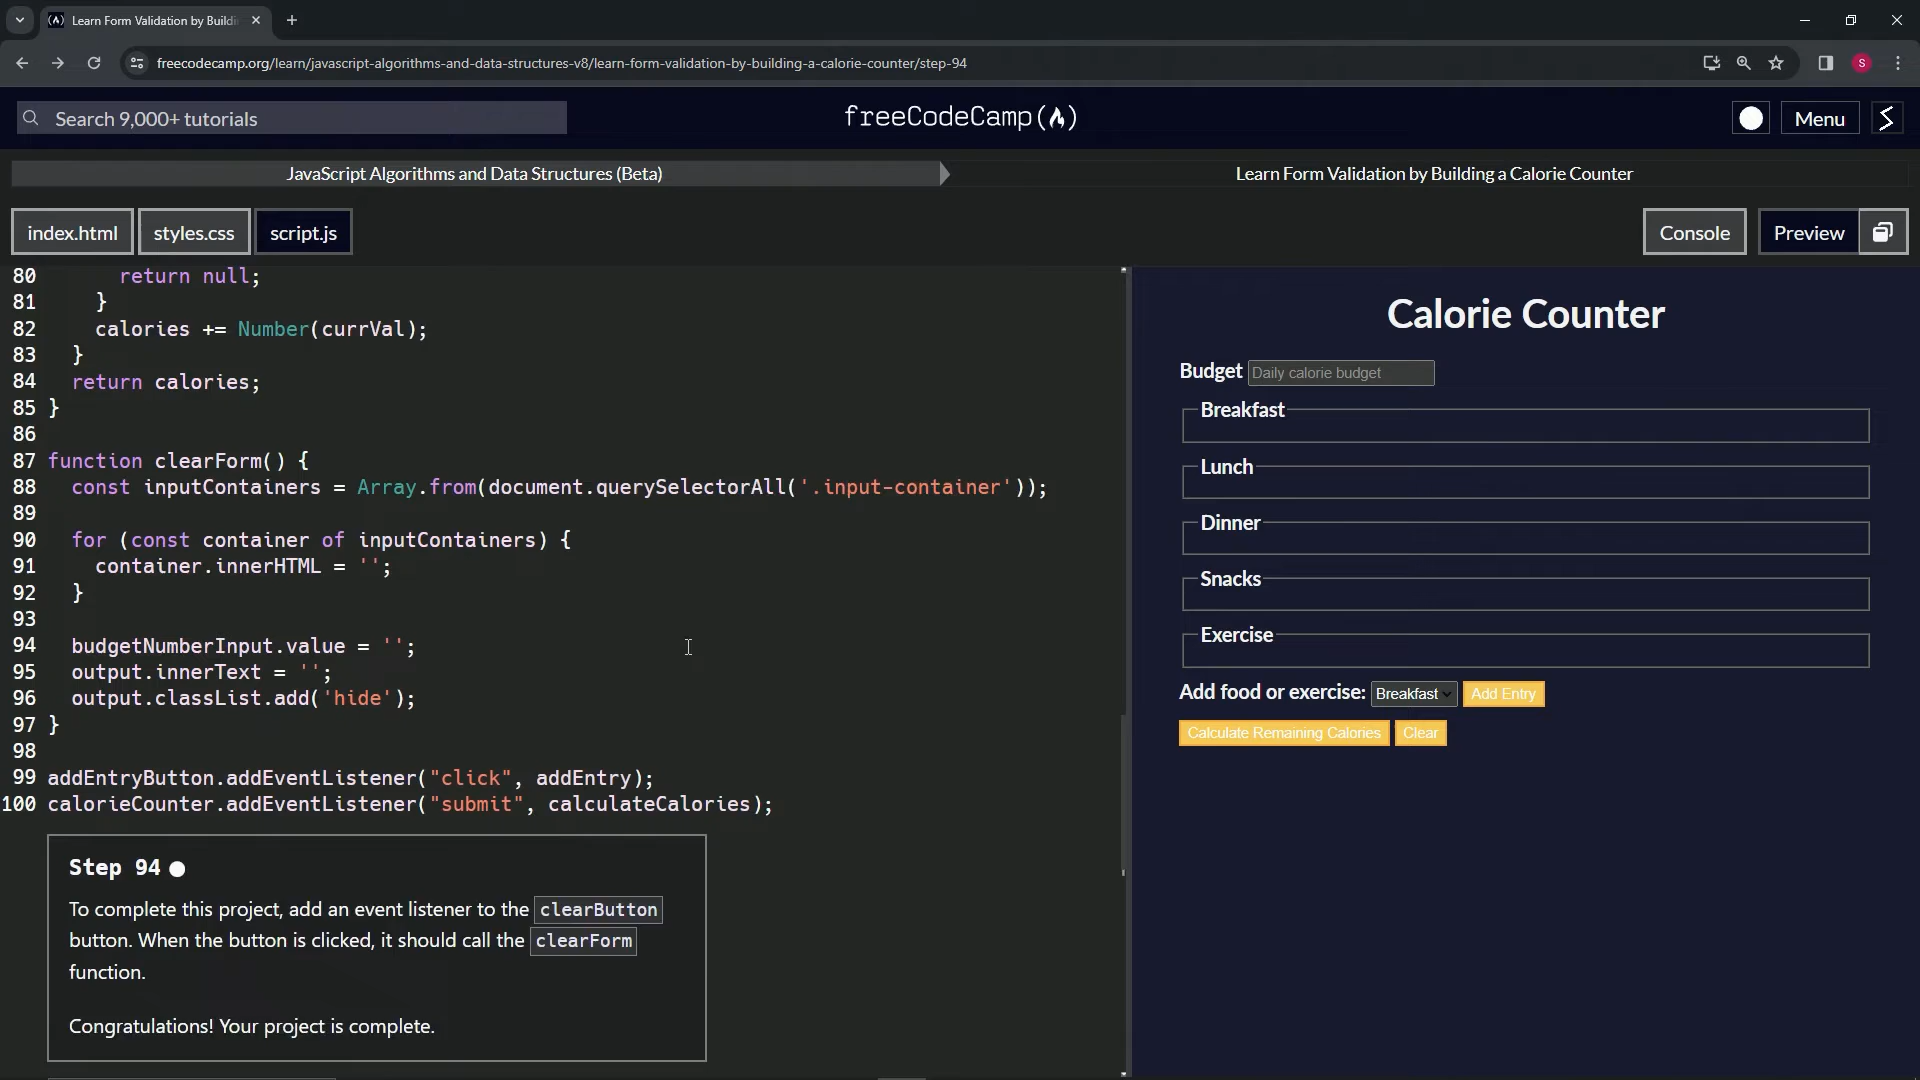 Learn Form Validation by Buildi
freecodecamp.org/learn/javascript-algorithms-and-data-structures-v8/learn-form-validation-by-building-a-calorie-counter/step-94
S
Search 9,000+ tutorials
freeCodeCamp
Menu
JavaScript Algorithms and Data Structures (Beta)
Learn Form Validation by Building a Calorie Counter
index.html
styles.css
script.js
Console
Preview
80 return null;
81 }
82 calories += Number(currVal);
83 }
84 return calories;
85 }
86
87 function clearForm() {
88 const inputContainers = Array.from(document.querySelectorAll('.input-container'));
89
90 for (const container of inputContainers) {
91 container.innerHTML = '';
92 }
93
94 budgetNumberInput.value = '';
95 output.innerText = '';
96 output.classList.add('hide');
97 }
98
99 addEntryButton.addEventListener("click", addEntry);
100 calorieCounter.addEventListener("submit", calculateCalories);
Step 94
To complete this project, add an event listener to the clearButton
button. When the button is clicked, it should call the clearForm
function.
Congratulations! Your project is complete.
Calorie Counter
Budget Daily calorie budget
Breakfast
Lunch
Dinner
Snacks
Exercise
Add food or exercise: Breakfast Add Entry
Calculate Remaining Calories Clear